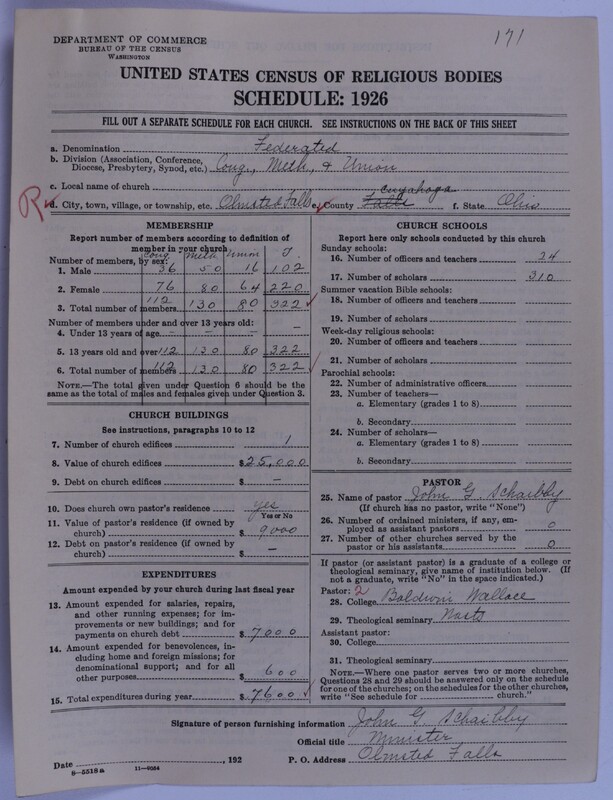 171
DEPARTMENT OF COMMERCE
BUREAU OF THE CENSUS
WASHINGTON
UNITED STATES CENSUS OF RELIGIOUS BODIES
SCHEDULE: 1926
FILL OUT A SEPARATE SCHEDULE FOR EACH CHURCH. SEE INSTRUCTIONS ON THE BACK OF THIS SHEET
a. Denomination Federated
b. Division (Association, Conference, Diocese, Presbytery, Synod, etc.) Cong., Meth, & Union
c. Local name of church
d. City, town, village, or township, etc. Olmsted Falls e. County Falls Cuyahoga f. State Ohio
MEMBERSHIP
Report number of members according to definition of member in your church
Cong Meth Union T.
Number of members, by sex:
1. Male 36 50 16 102
2. Female 76 80 64 220
3. Total number of members 112 130 80 322
Number of members under and over 13 years old:
4. Under 13 years of age - - - -
5. 13 years old and over 112 130 80 322
6. Total number of members 112 130 80 322
NOTE.—The total given under Question 6 should be the same as the total of males and females given under Question 3.
CHURCH BUILDINGS
See instructions, paragraphs 10 to 12
7. Number of church edifices 1
8. Value of church edifices $25,000
9. Debt on church edifices $ -
10. Does church own pastor's residence? yes
Yes or No
11. Value of pastor's residence (if owned by church) $ 9000
12. Debt on pastor's residence (if owned by church) $ -
EXPENDITURES
Amount expended by your church during last fiscal year
13. Amount expended for salaries, repairs, and other running expenses; for improvements or new buildings; and for payments on church debt $7000
14. Amount expended for benevolences, including home and foreign missions; for denominational support; and for all other purposes $ 600
15. Total expenditures during year $7600
CHURCH SCHOOLS
Report here only schools conducted by this church
Sunday schools:
16. Number of officers and teachers 24
17. Number of scholars 310
Summer vacation Bible schools:
18. Number of officers and teachers
19. Number of scholars
Week-day religious schools:
20. Number of officers and teachers
21. Number of scholars
Parochial schools:
22. Number of administrative officers
23. Number of teachers—
a. Elementary (grades 1 to 8)
b. Secondary
24. Number of scholars—
a. Elementary (grades 1 to 8)
b. Secondary
PASTOR
25. Name of pastor John G. Schaibby
(If church has no pastor, write "None")
26. Number of ordained ministers, if any, employed as assistant pastors 0
27. Number of other churches served by the pastor or his assistants 0
If pastor (or assistant pastor) is a graduate of a college or theological seminary, give name of institution below. (If not a graduate, write "No" in the space indicated.)
Pastor: 2
28. College Baldwin Wallace
29. Theological seminary Nast
Assistant pastor:
30. College
31. Theological seminary
NOTE.—Where one pastor serves two or more churches, Questions 28 and 29 should be answered only on the schedule for one of the churches; on the schedules for the other churches, write "See schedule for ________ church."
Signature of person furnishing information John G. Schaibby
Official title Minister
Date ________, 192 P. O. Address Olmsted Falls
8-5518a 11-9054